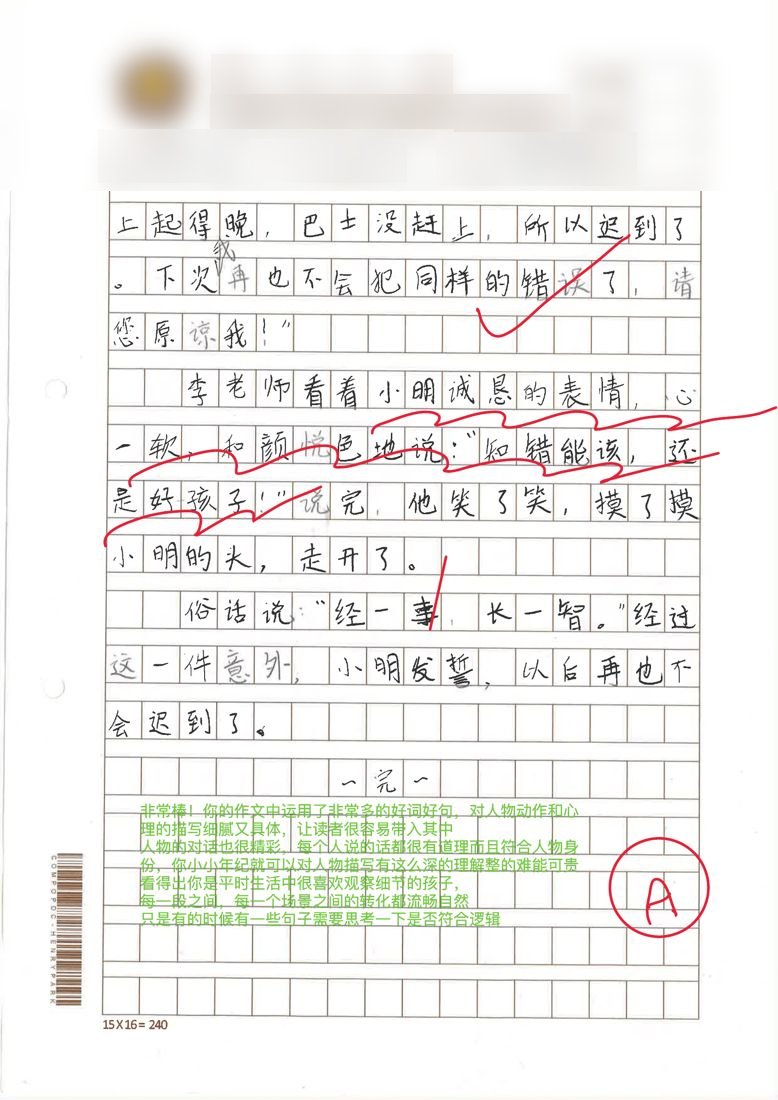 上起得晚，巴士没赶上，所以迟到了
。下次我再也不会犯同样的错误了，请
您原谅我！”
李老师看着小明诚恳的表情，心
一软，和颜悦色地说：“知错能该，还
是好孩子！”说完，他笑了笑，摸了摸
小明的头，走开了。
俗话说：“经一事，长一智。”经过
这一件意外，小明发誓，以后再也不
会迟到了。
~完~
非常棒！你的作文中运用了非常多的好词好句，对人物动作和心
理的描写细腻又具体，让读者很容易带入其中
人物的对话也很精彩，每个人说的话都很有道理而且符合人物身
份，你小小年纪就可以对人物描写有这么深的理解整的难能可贵
看得出你是平时生活中很喜欢观察细节的孩子，
每一段之间，每一个场景之间的转化都流畅自然
只是有的时候有一些句子需要思考一下是否符合逻辑
A
COMPOPDC-HENRYPARK
15X16=240